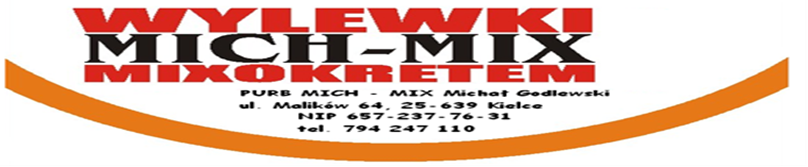 WYLEWKI
MICH-MIX
MIXOKRETEM
PURB MICH - MIX Michał Godlewski
ul. Malików 64, 25-639 Kielce
NIP 657-237-76-31
tel. 794 247 110